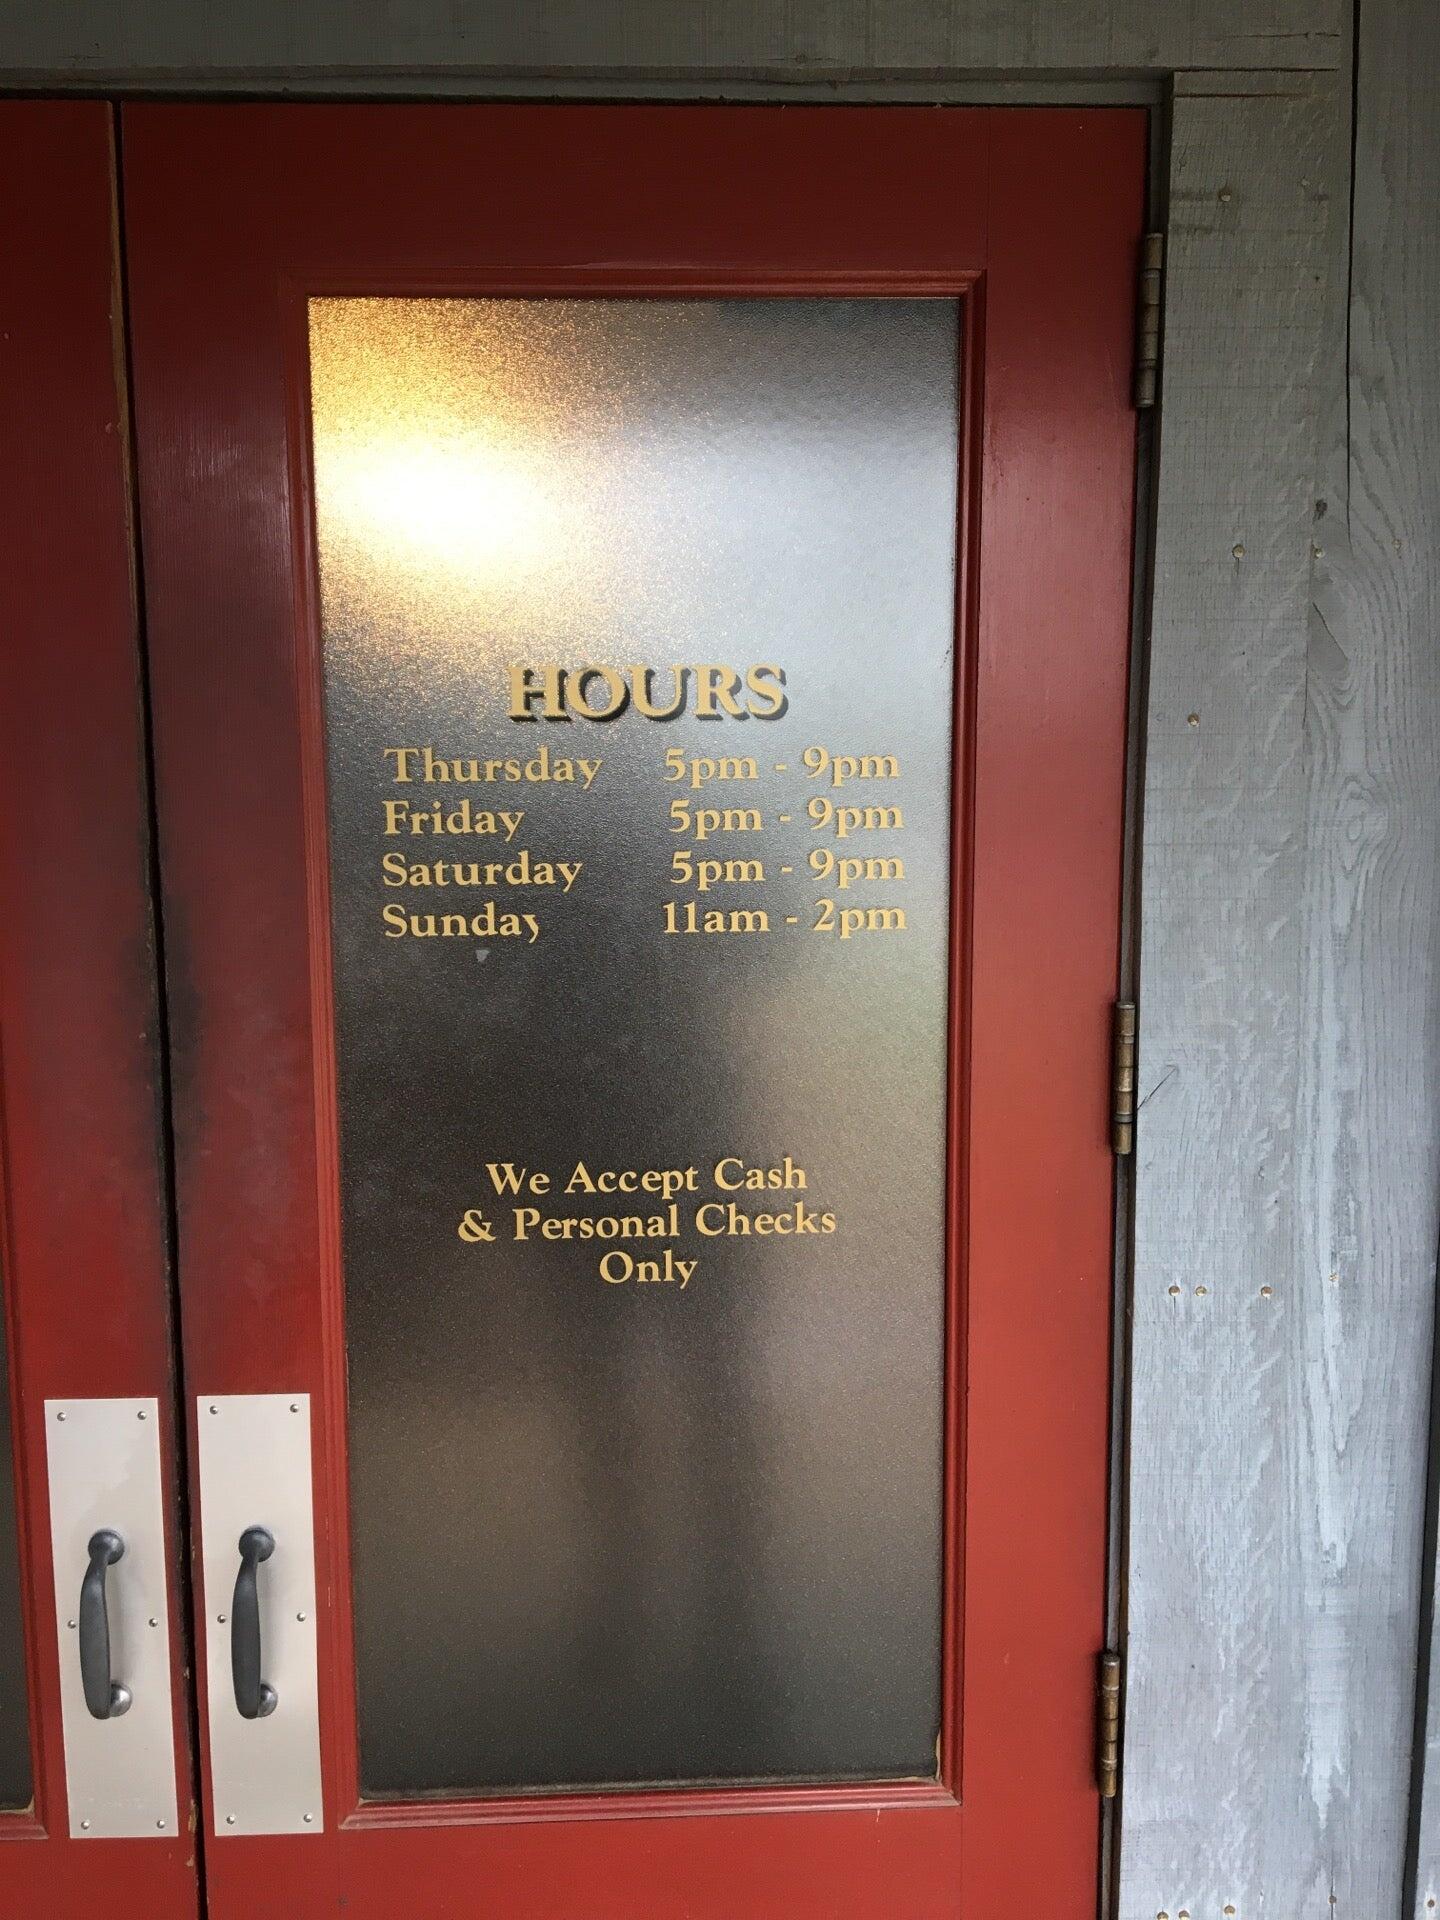 HOURS
Thursday 5pm - 9pm
Friday 5pm - 9pm
Saturday 5pm - 9pm
Sunday 11am - 2pm
We Accept Cash
& Personal Checks
Only